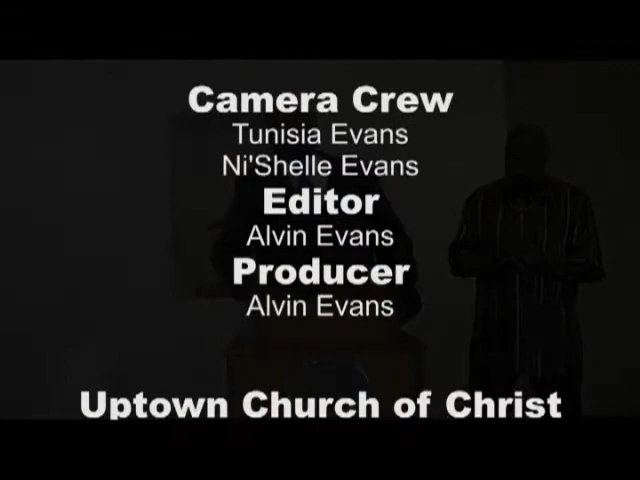 Camera Crew
Tunisia Evans
Ni'Shelle Evans
Editor
Alvin Evans
Producer
Alvin Evans
Uptown Church of Christ